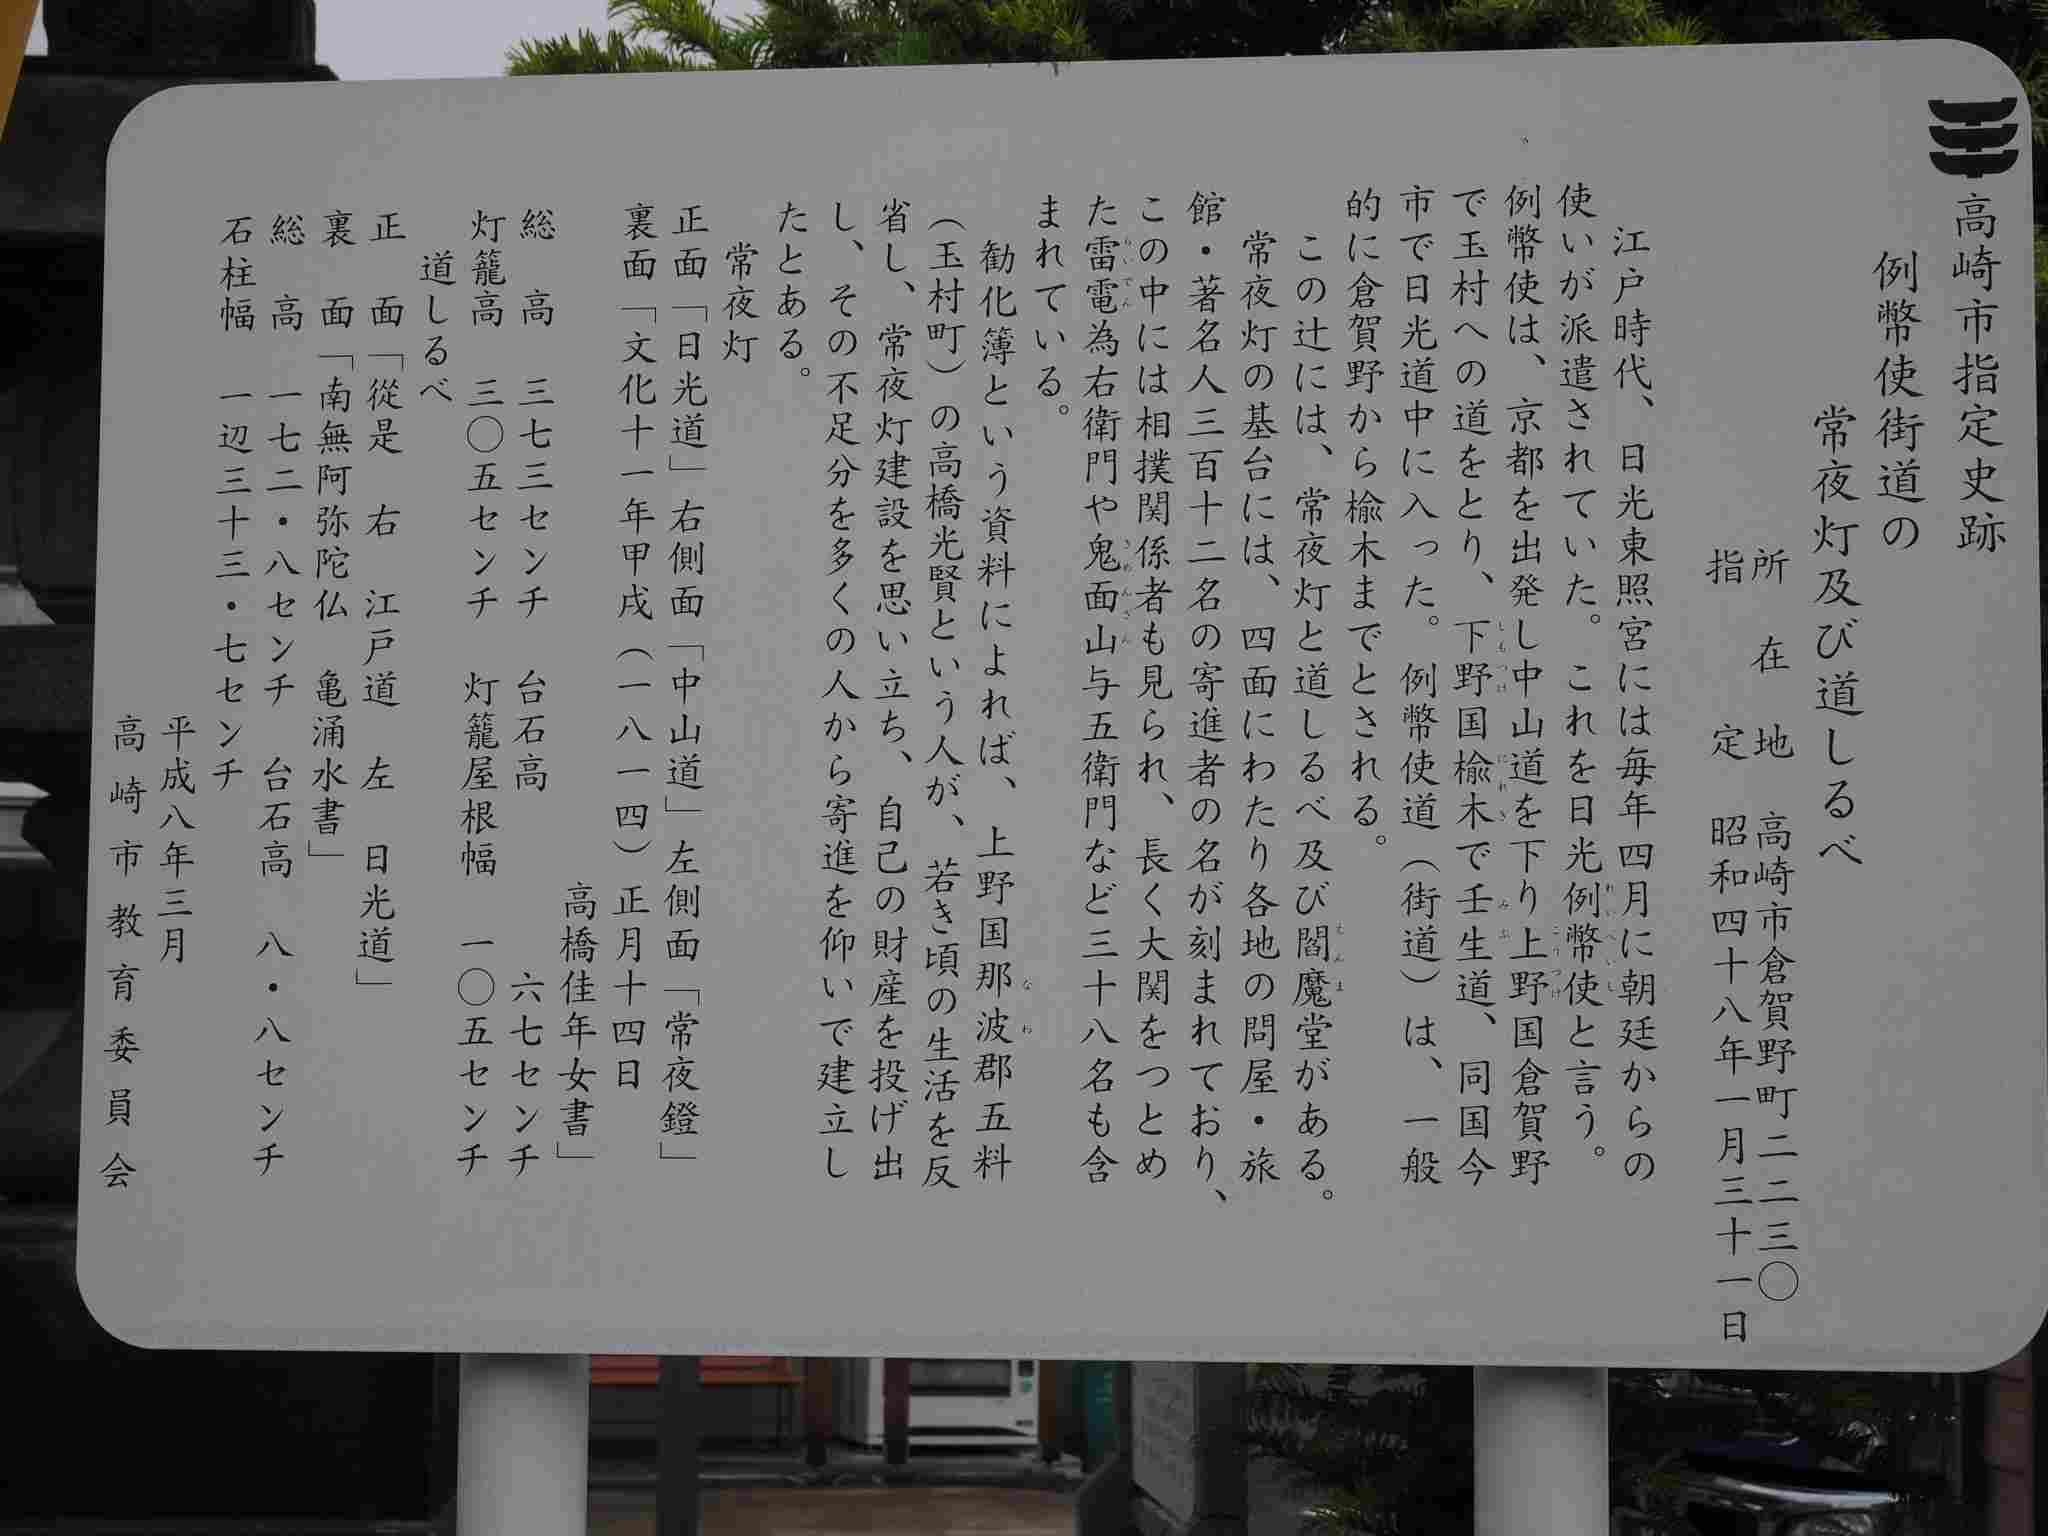 高崎市指定史跡
例幣使街道の
常夜灯及び道しるべ
所在地 高崎市倉賀野町二二三〇
指定 昭和四十八年一月三十一日
江戸時代、日光東照宮には毎年四月に朝廷からの
使いが派遣されていた。これを日光例幣使と言う。
例幣使は、京都を出発し中山道を下り上野国倉賀野
で玉村への道をとり、下野国楡木で壬生道、同国今
市で日光道中に入った。例幣使道（街道）は、一般
的に倉賀野から楡木までとされる。
この辻には、常夜灯と道しるべ及び閻魔堂がある。
常夜灯の基台には、四面にわたり各地の問屋・旅
館・著名人三百十二名の寄進者の名が刻まれており、
この中には相撲関係者も見られ、長く大関をつとめ
た雷電為右衛門や鬼面山与五衛門など三十八名も含
まれている。
勧化簿という資料によれば、上野国那波郡五料
（玉村町）の高橋光賢という人が、若き頃の生活を反
省し、常夜灯建設を思い立ち、自己の財産を投げ出
し、その不足分を多くの人から寄進を仰いで建立し
たとある。
常夜灯
正面「日光道」右側面「中山道」左側面「常夜鐙」
裏面「文化十一年甲戌（一八一四）正月十四日
高橋佳年女書」
総高 三七三センチ 台石高 六七センチ
灯籠高 三〇五センチ 灯籠屋根幅 一〇五センチ
道しるべ
正面「從是 右 江戸道 左 日光道」
裏面「南無阿弥陀仏 亀涌水書」
総高 一七二・八センチ 台石高 八・八センチ
石柱幅 一辺三十三・七センチ
平成八年三月
高崎市教育委員会